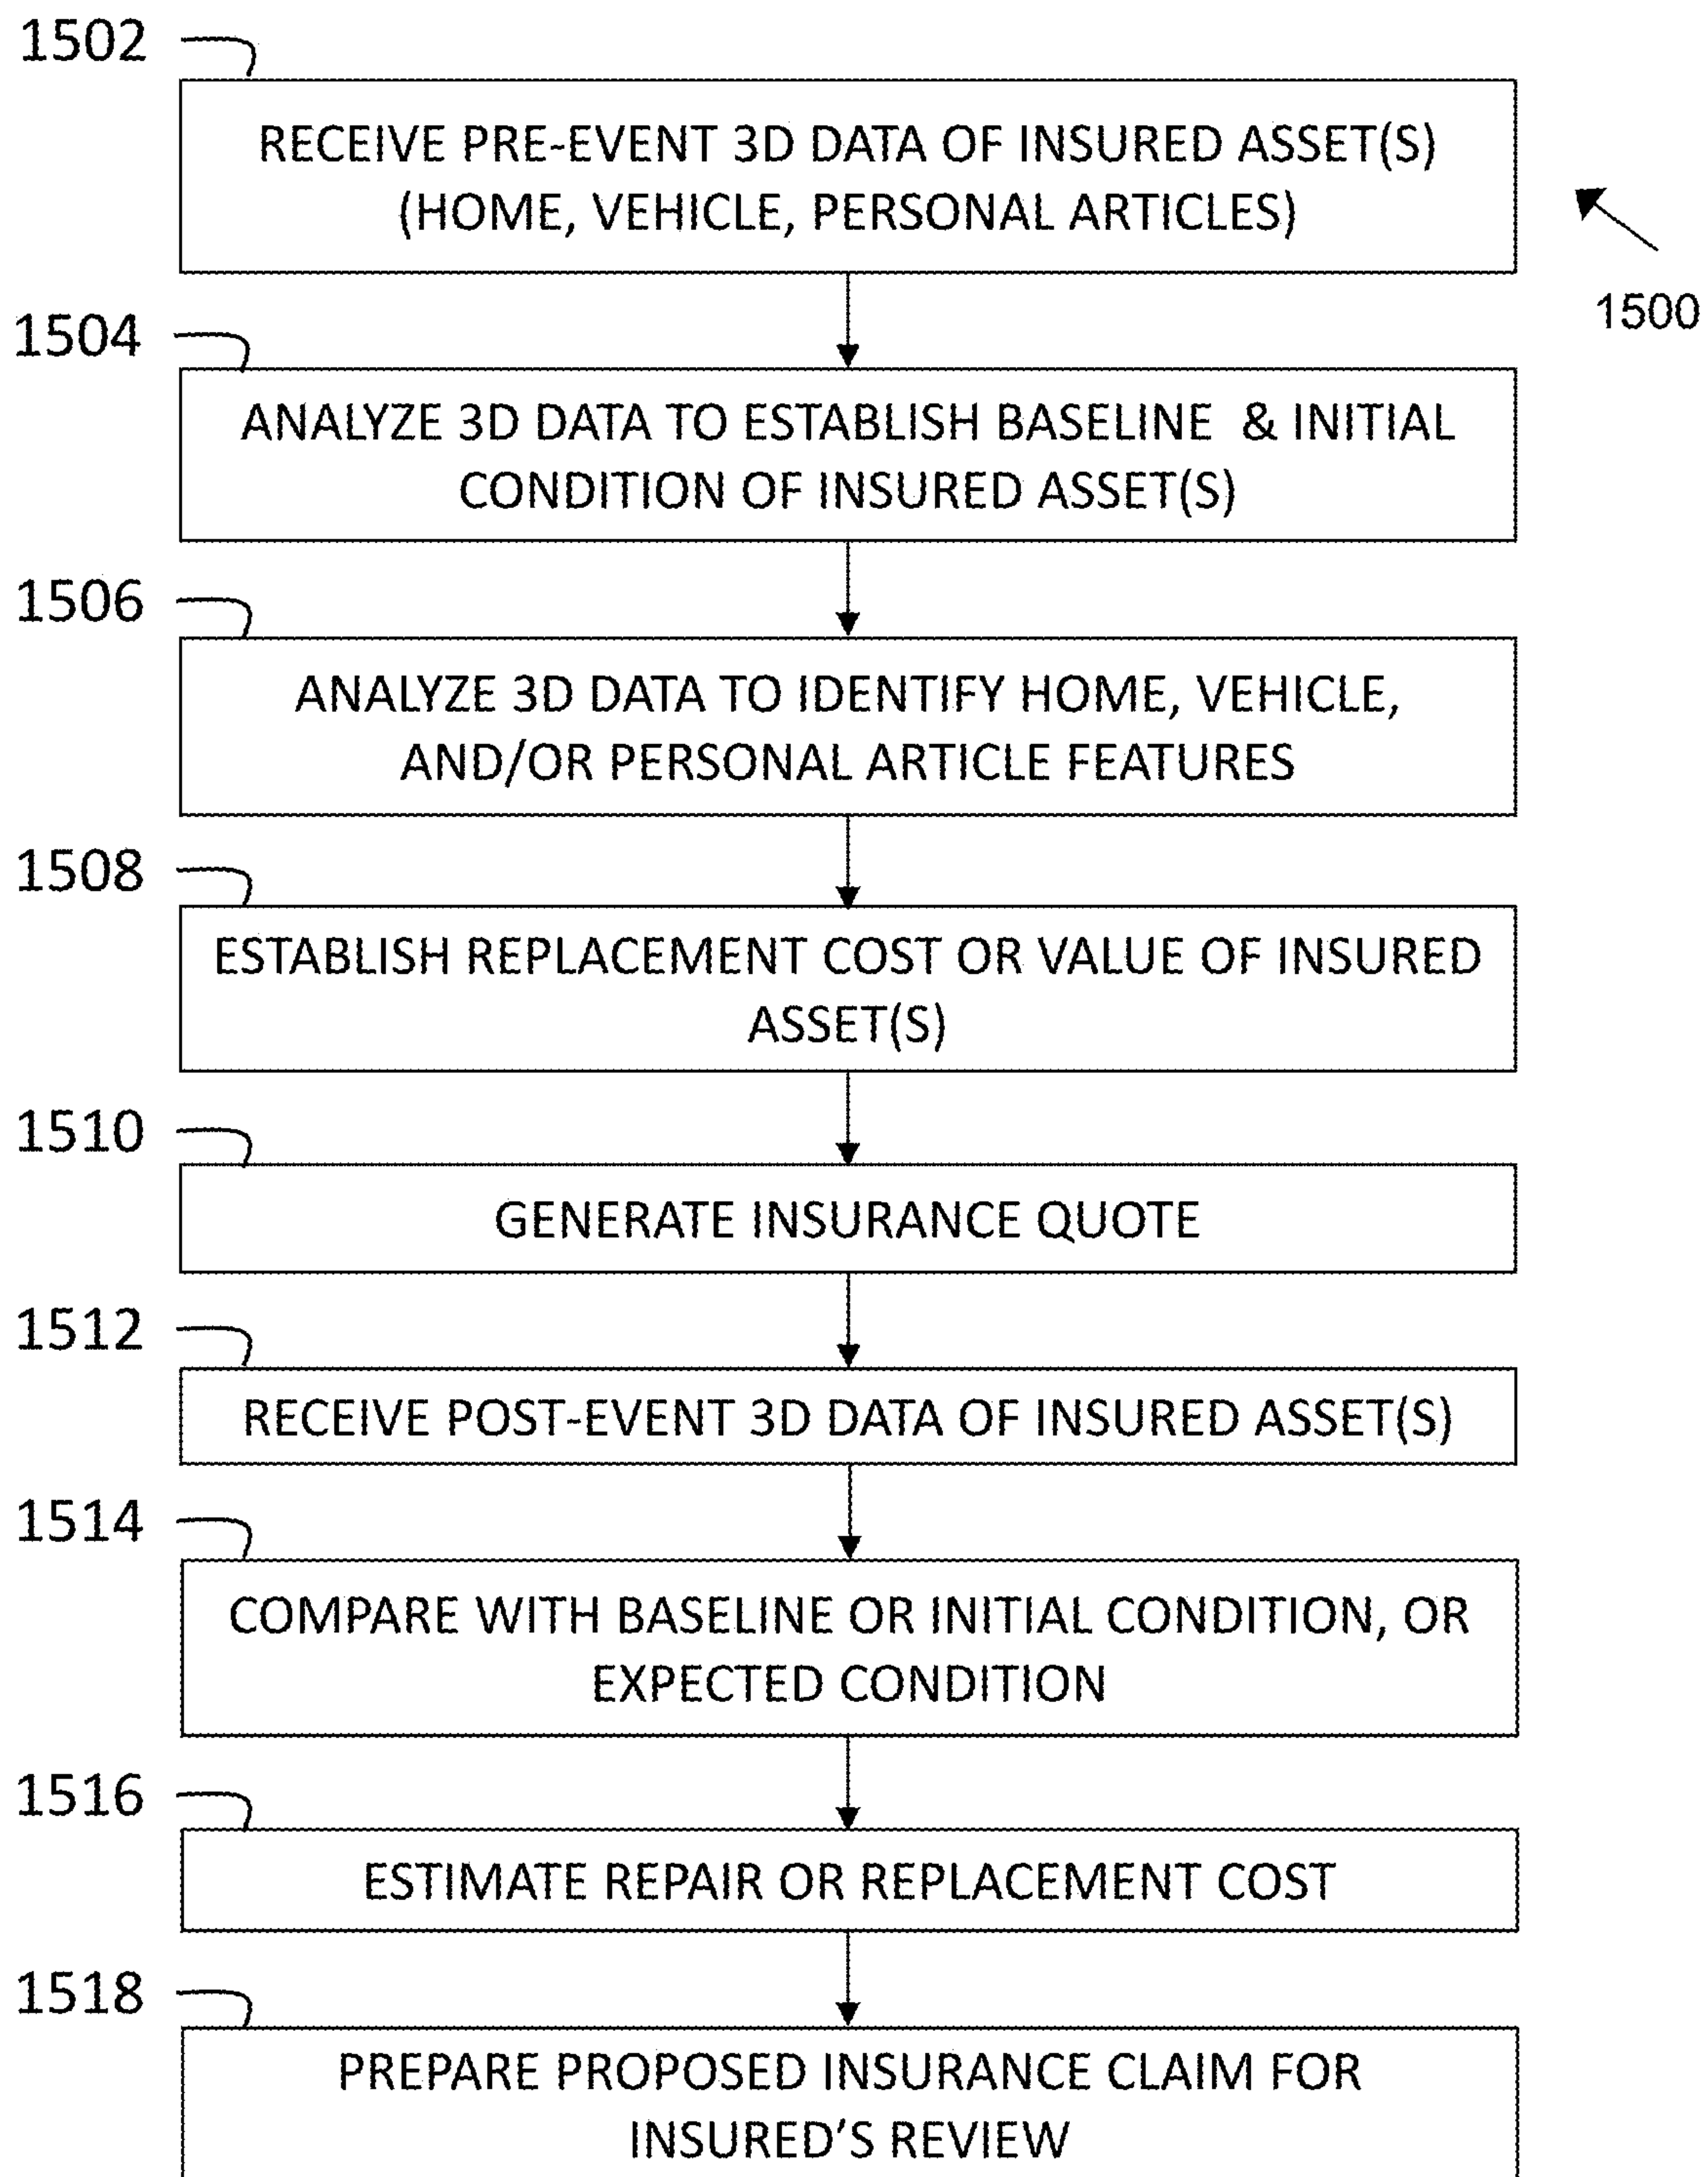 1502
RECEIVE PRE-EVENT 3D DATA OF INSURED ASSET(S)
(HOME, VEHICLE, PERSONAL ARTICLES)
1500
1504
ANALYZE 3D DATA TO ESTABLISH BASELINE & INITIAL
CONDITION OF INSURED ASSET(S)
1506
ANALYZE 3D DATA TO IDENTIFY HOME, VEHICLE,
AND/OR PERSONAL ARTICLE FEATURES
1508
ESTABLISH REPLACEMENT COST OR VALUE OF INSURED
ASSET(S)
1510
GENERATE INSURANCE QUOTE
1512
RECEIVE POST-EVENT 3D DATA OF INSURED ASSET(S)
1514
COMPARE WITH BASELINE OR INITIAL CONDITION, OR
EXPECTED CONDITION
1516
ESTIMATE REPAIR OR REPLACEMENT COST
1518
PREPARE PROPOSED INSURANCE CLAIM FOR
INSURED'S REVIEW